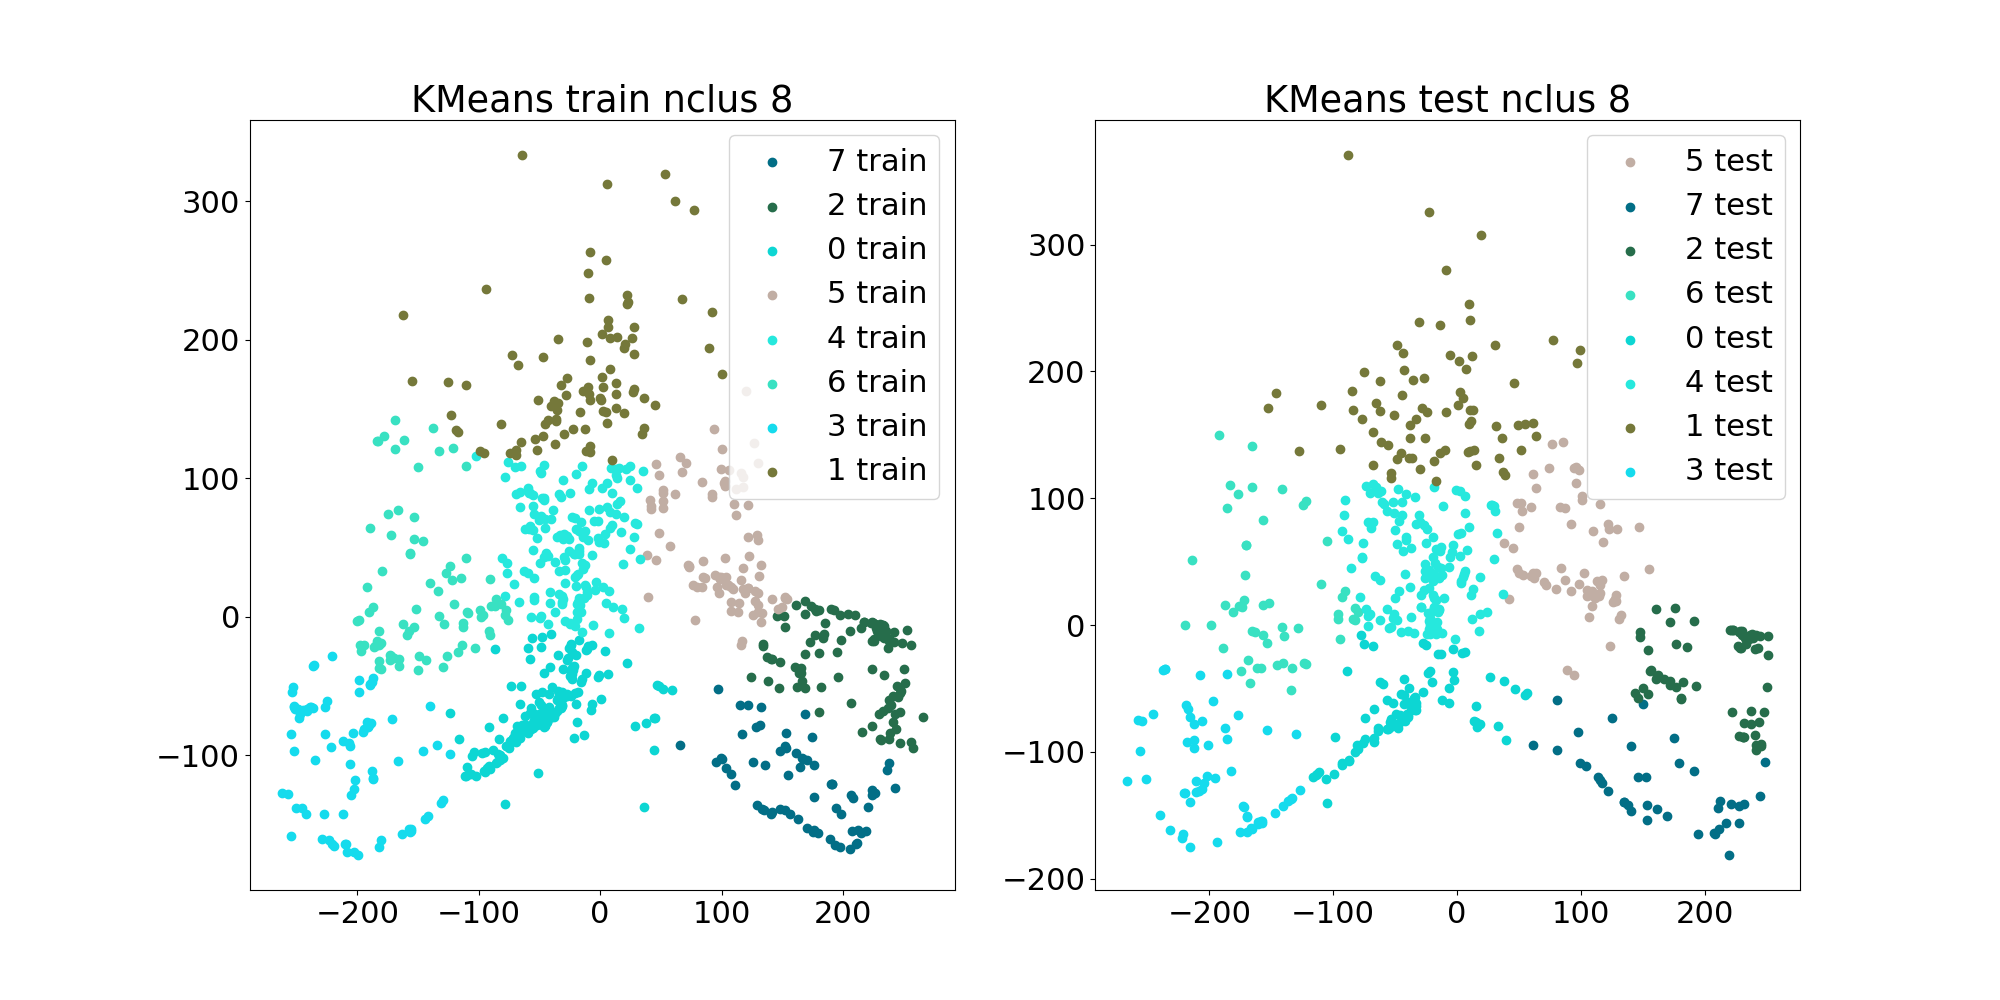 KMeans train nclus 8
300
200
100
0
−100
−200
−100
0
100
200
7 train
2 train
0 train
5 train
4 train
6 train
3 train
1 train
KMeans test nclus 8
300
200
100
0
−100
−200
−200
−100
0
100
200
5 test
7 test
2 test
6 test
0 test
4 test
1 test
3 test